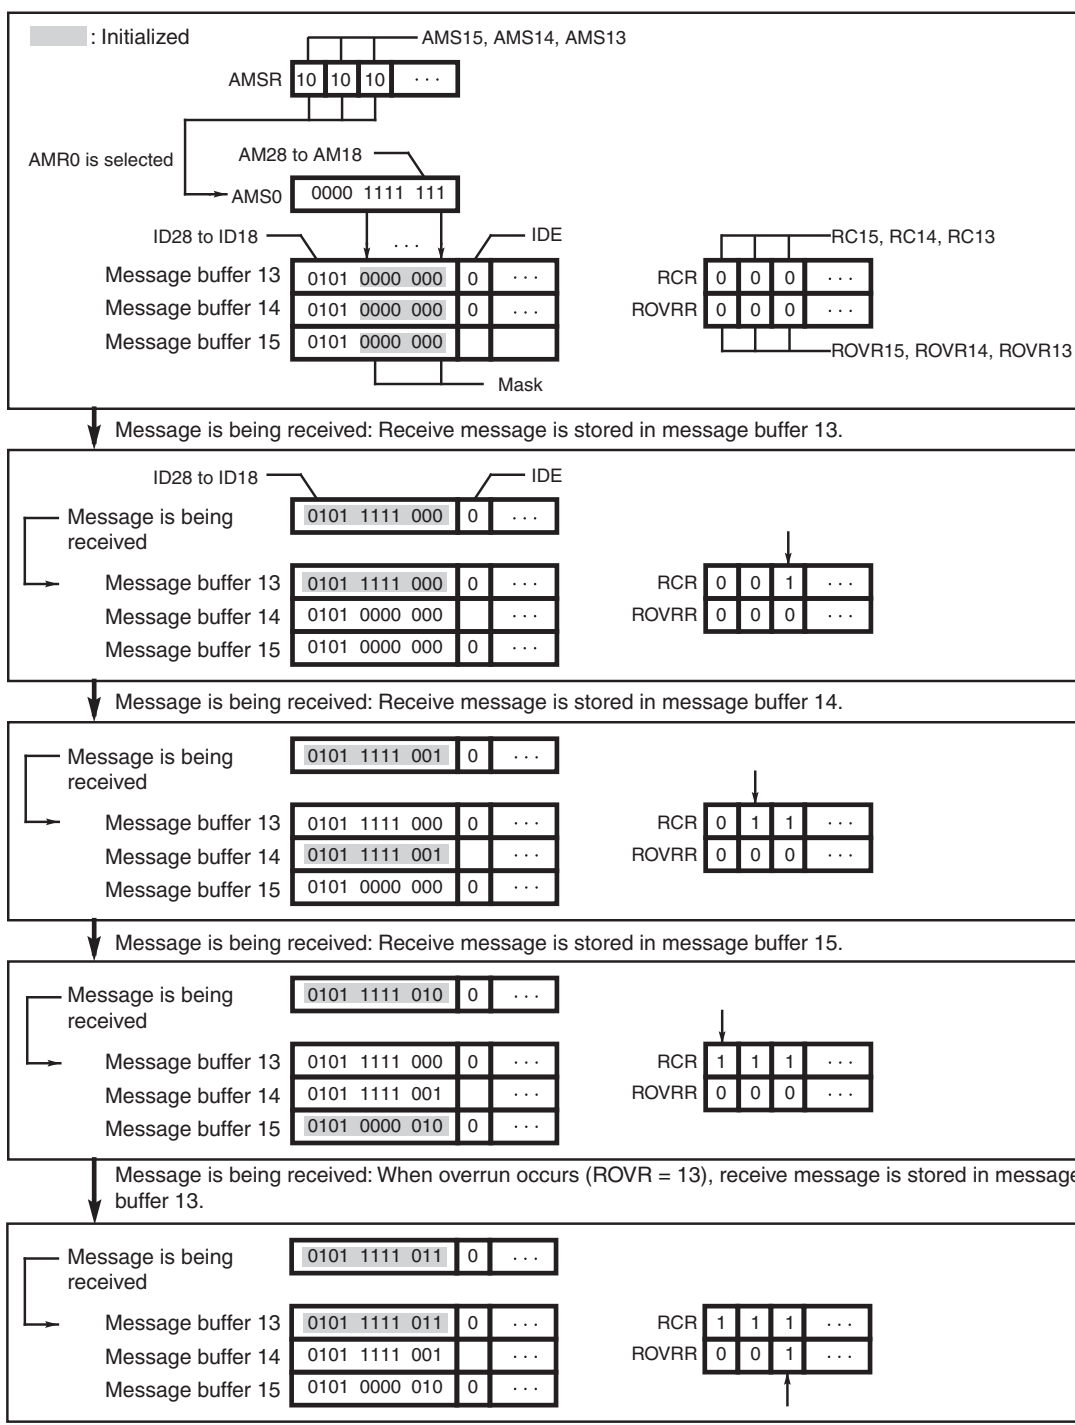 : Initialized
AMS15, AMS14, AMS13
AMSR 10 10 10 ...
AMR0 is selected
AM28 to AM18
AMS0 0000 1111 111
ID28 to ID18 ... IDE
RC15, RC14, RC13
Message buffer 13 0101 0000 000 0 ... RCR 0 0 0 ...
Message buffer 14 0101 0000 000 0 ... ROVRR 0 0 0 ...
Message buffer 15 0101 0000 000
ROVR15, ROVR14, ROVR13
Mask
Message is being received: Receive message is stored in message buffer 13.
ID28 to ID18 IDE
Message is being
received
0101 1111 000 0 ...
Message buffer 13 0101 1111 000 0 ... RCR 0 0 1 ...
Message buffer 14 0101 0000 000 0 ... ROVRR 0 0 0 ...
Message buffer 15 0101 0000 000 0 ...
Message is being received: Receive message is stored in message buffer 14.
Message is being
received
0101 1111 001 0 ...
Message buffer 13 0101 1111 000 0 ... RCR 0 1 1 ...
Message buffer 14 0101 1111 001 ... ROVRR 0 0 0 ...
Message buffer 15 0101 0000 000 0 ...
Message is being received: Receive message is stored in message buffer 15.
Message is being
received
0101 1111 010 0 ...
Message buffer 13 0101 1111 000 0 ... RCR 1 1 1 ...
Message buffer 14 0101 1111 001 ... ROVRR 0 0 0 ...
Message buffer 15 0101 0000 010 0 ...
Message is being received: When overrun occurs (ROVR = 13), receive message is stored in message
buffer 13.
Message is being
received
0101 1111 011 0 ...
Message buffer 13 0101 1111 011 0 ... RCR 1 1 1 ...
Message buffer 14 0101 1111 001 ... ROVRR 0 0 1 ...
Message buffer 15 0101 0000 010 0 ...